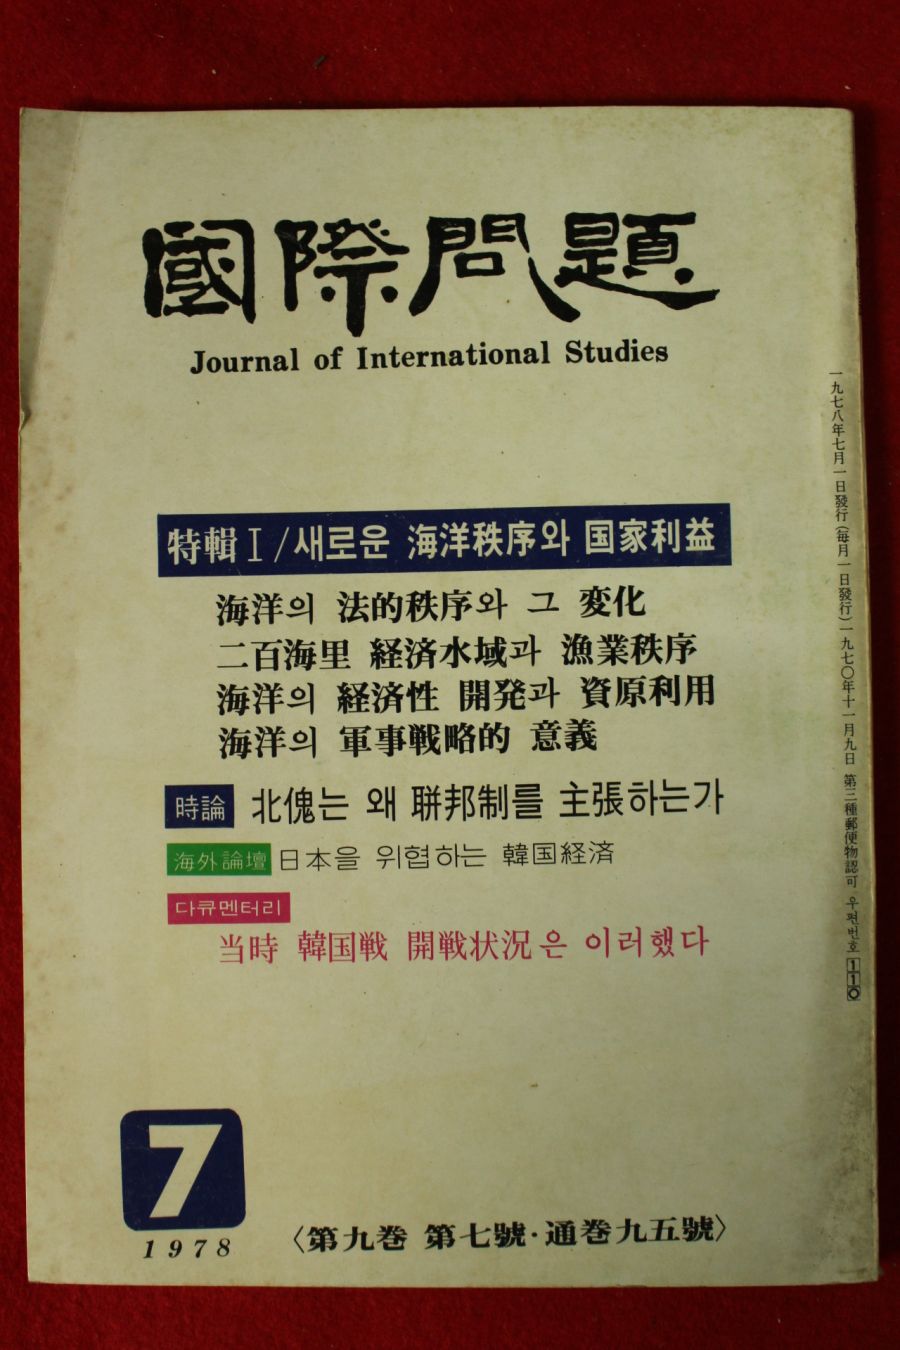 國際問題
Journal of International Studies
特輯 I / 새로운 海洋秩序와 国家利益
海洋의 法的秩序와 그 変化
二百海里 経済水域과 漁業秩序
海洋의 経済性 開発과 資原利用
海洋의 軍事戦略的 意義
時論 北傀는 왜 聯邦制를 主張하는가
海外論壇 日本을 위협하는 韓国経済
다큐멘터리
当時 韓国戦 開戦状況은 이러했다
7
1978
〈第九巻 第七號·通巻九五號〉
一九七八年七月一日發行(毎月一日發行)一九七〇年十一月九日 第三種郵便物認可 우편번호 110